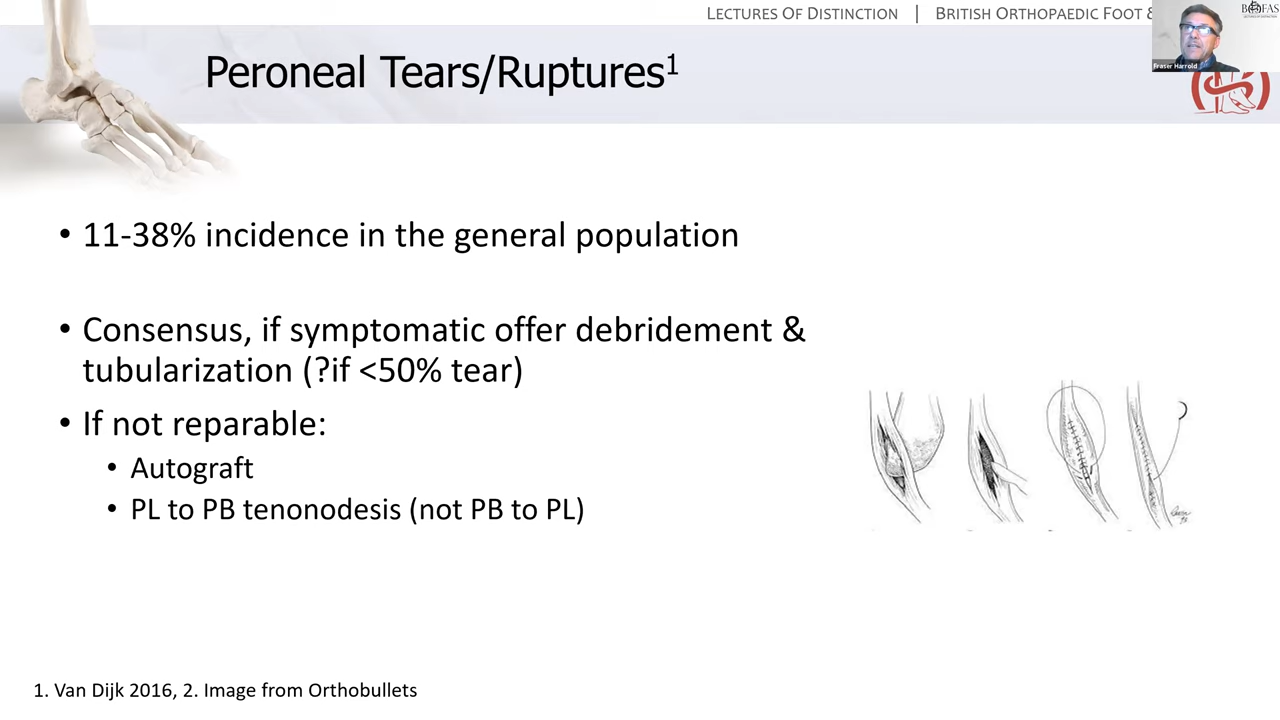 LECTURES OF DISTINCTION | BRITISH ORTHOPAEDIC FOOT &
Fraser Harrold
Peroneal Tears/Ruptures¹
• 11-38% incidence in the general population
• Consensus, if symptomatic offer debridement &
tubularization (?if <50% tear)
• If not reparable:
• Autograft
• PL to PB tenonodesis (not PB to PL)
1. Van Dijk 2016, 2. Image from Orthobullets